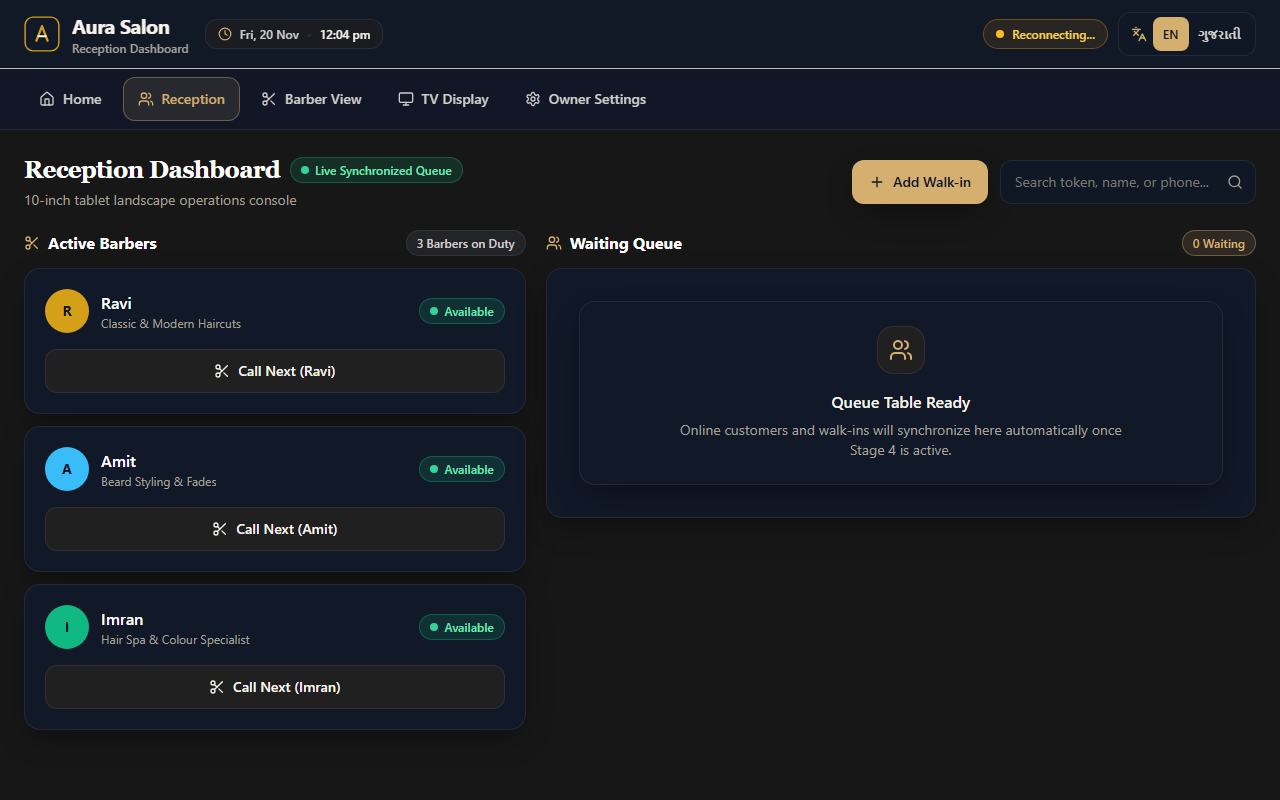 A
Aura Salon
Reception Dashboard
Fri, 20 Nov · 12:04 pm
Reconnecting...
EN
ગુજરાતી
Home
Reception
Barber View
TV Display
Owner Settings
Reception Dashboard
Live Synchronized Queue
10-inch tablet landscape operations console
Add Walk-in
Search token, name, or phone...
Active Barbers
3 Barbers on Duty
R
Ravi
Classic & Modern Haircuts
Available
Call Next (Ravi)
A
Amit
Beard Styling & Fades
Available
Call Next (Amit)
I
Imran
Hair Spa & Colour Specialist
Available
Call Next (Imran)
Waiting Queue
0 Waiting
Queue Table Ready
Online customers and walk-ins will synchronize here automatically once
Stage 4 is active.